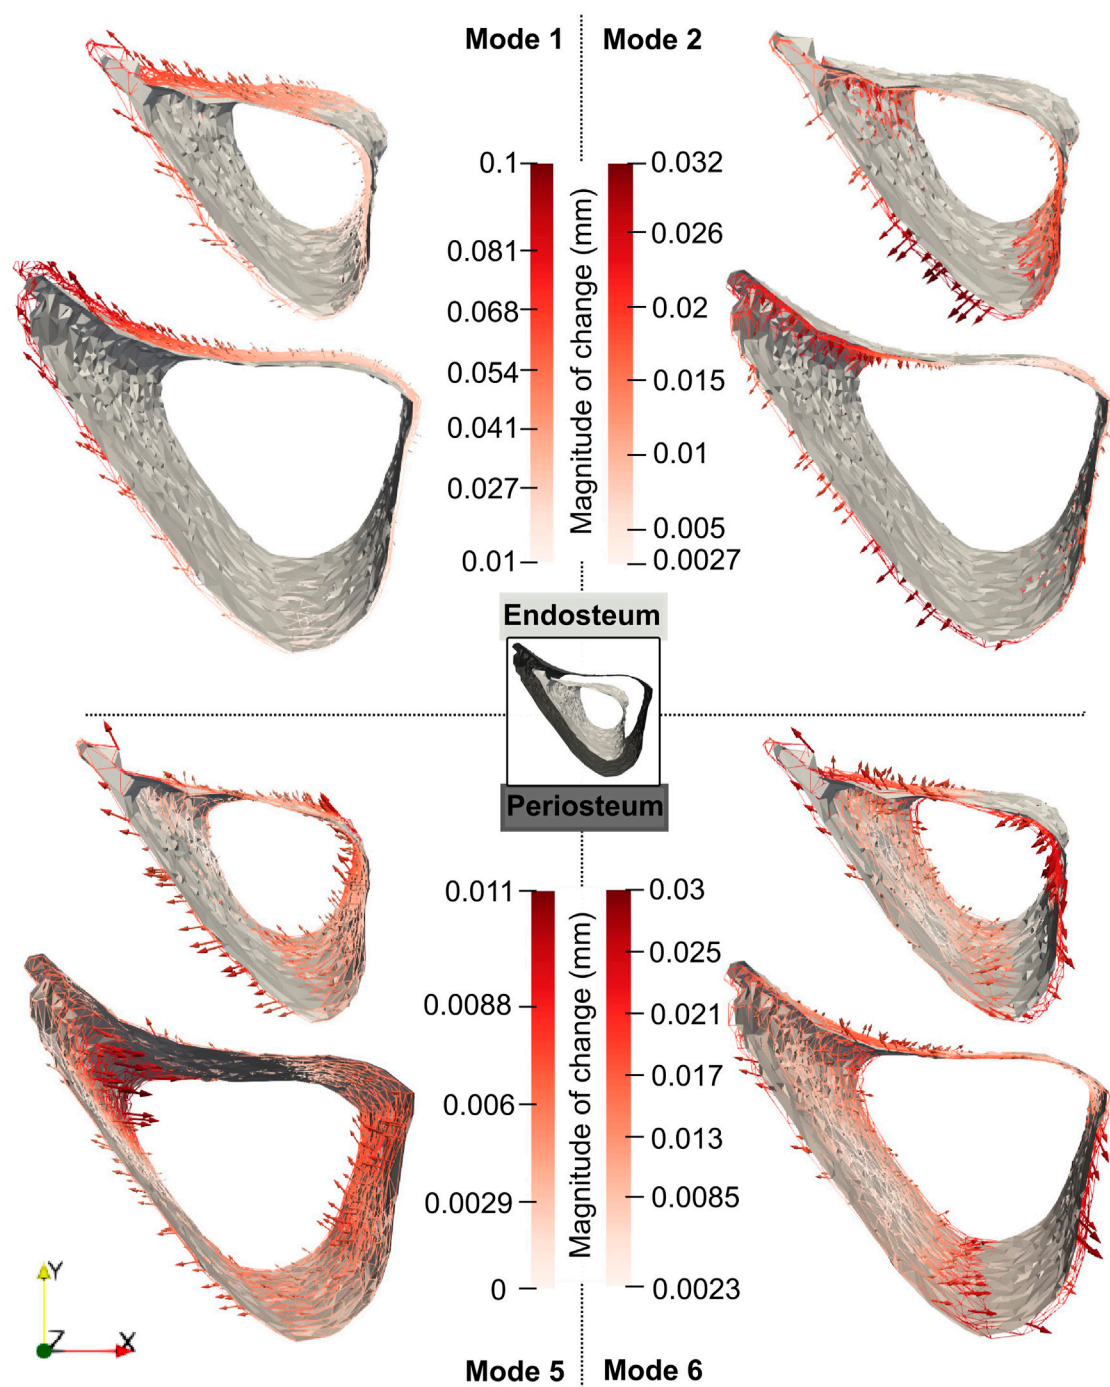 Mode 1
Mode 2
0.1
0.081
0.068
0.054
0.041
0.027
0.01
Magnitude of change (mm)
0.032
0.026
0.02
0.015
0.01
0.005
0.0027
Endosteum
Periosteum
0.011
0.0088
0.006
0.0029
0
Magnitude of change (mm)
0.03
0.025
0.021
0.017
0.013
0.0085
0.0023
Y
Z
X
Mode 5
Mode 6